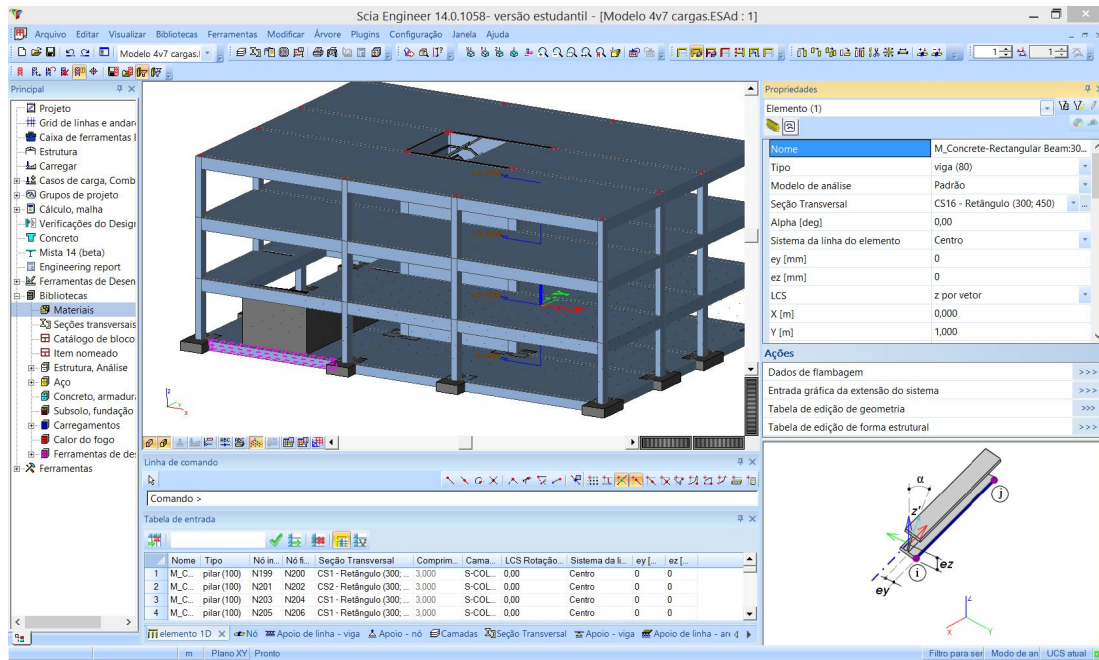 Scia Engineer 14.0.1058- versão estudantil - [Modelo 4v7 cargas.ESAd : 1]
Arquivo Editar Visualizar Bibliotecas Ferramentas Modificar Árvore Plugins Configuração Janela Ajuda
Modelo 4v7 cargas.l
Principal
Projeto
Grid de linhas e andar
Caixa de ferramentas l
Estrutura
Carregar
Casos de carga, Comb
Grupos de projeto
Cálculo, malha
Verificações do Design
Concreto
Mista 14 (beta)
Engineering report
Ferramentas de Desen
Bibliotecas
Materiais
Seções transversais
Catálogo de bloco
Item nomeado
Estrutura, Análise
Aço
Concreto, armadura
Subsolo, fundação
Carregamentos
Calor do fogo
Ferramentas de de
Ferramentas
Linha de comando
Comando >
Tabela de entrada
Nome Tipo Nó in... Nó fi... Seção Transversal Comprim... Cama... LCS Rotação... Sistema da li... ey [... ez [...
1 M_C... pilar (100) N199 N200 CS1 - Retângulo (300; ... 3,000 S-COL... 0,00 Centro 0 0
2 M_C... pilar (100) N201 N202 CS2 - Retângulo (300; ... 3,000 S-COL... 0,00 Centro 0 0
3 M_C... pilar (100) N203 N204 CS1 - Retângulo (300; ... 3,000 S-COL... 0,00 Centro 0 0
4 M_C... pilar (100) N205 N206 CS1 - Retângulo (300; ... 3,000 S-COL... 0,00 Centro 0 0
elemento 1D Nó Apoio de linha - viga Apoio - nó Camadas Seção Transversal Apoio - viga Apoio de linha - are
Propriedades
Elemento (1)
Nome M_Concrete-Rectangular Beam:30...
Tipo viga (80)
Modelo de análise Padrão
Seção Transversal CS16 - Retângulo (300; 450)
Alpha [deg] 0,00
Sistema da linha do elemento Centro
ey [mm] 0
ez [mm] 0
LCS z por vetor
X [m] 0,000
Y [m] 1,000
Ações
Dados de flambagem >>>
Entrada gráfica da extensão do sistema >>>
Tabela de edição de geometria >>>
Tabela de edição de forma estrutural >>>
α
z'
j
i
ez
ey
z
x
y
m Plano XY Pronto Filtro para ser Modo de an UCS atual